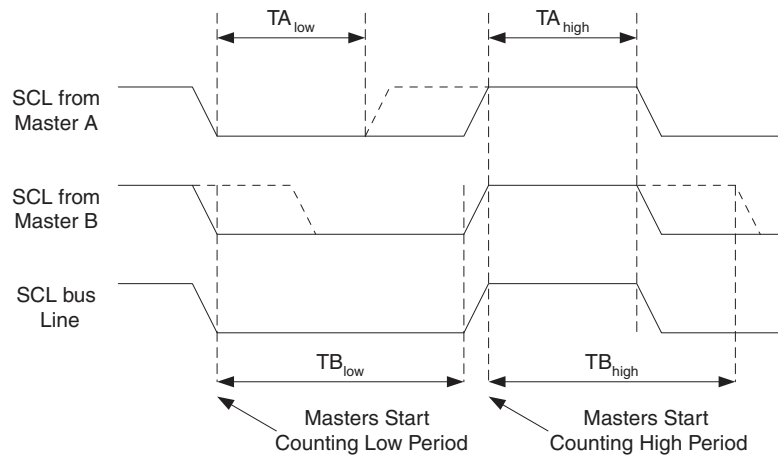 TA low
TA high
SCL from
Master A
SCL from
Master B
SCL bus
Line
TB low
TB high
Masters Start
Counting Low Period
Masters Start
Counting High Period